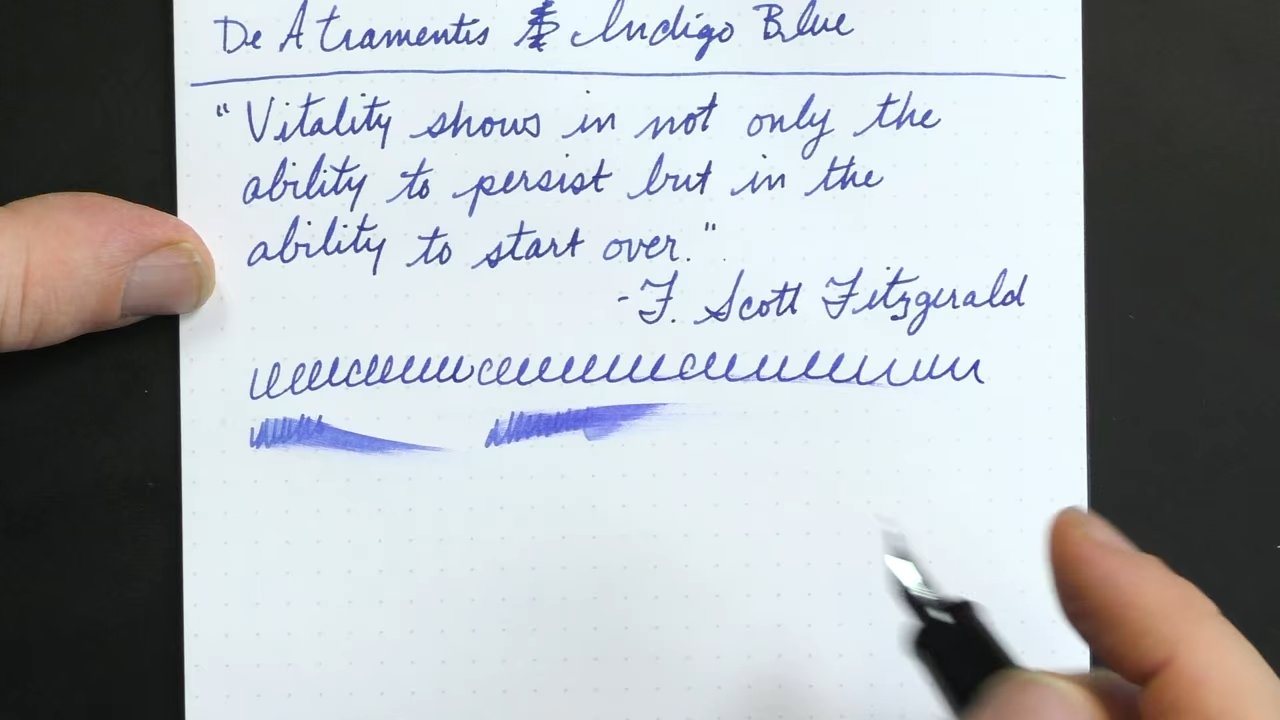 De Atramentis Indigo Blue
"Vitality shows in not only the
ability to persist but in the
ability to start over."
-F. Scott Fitzgerald